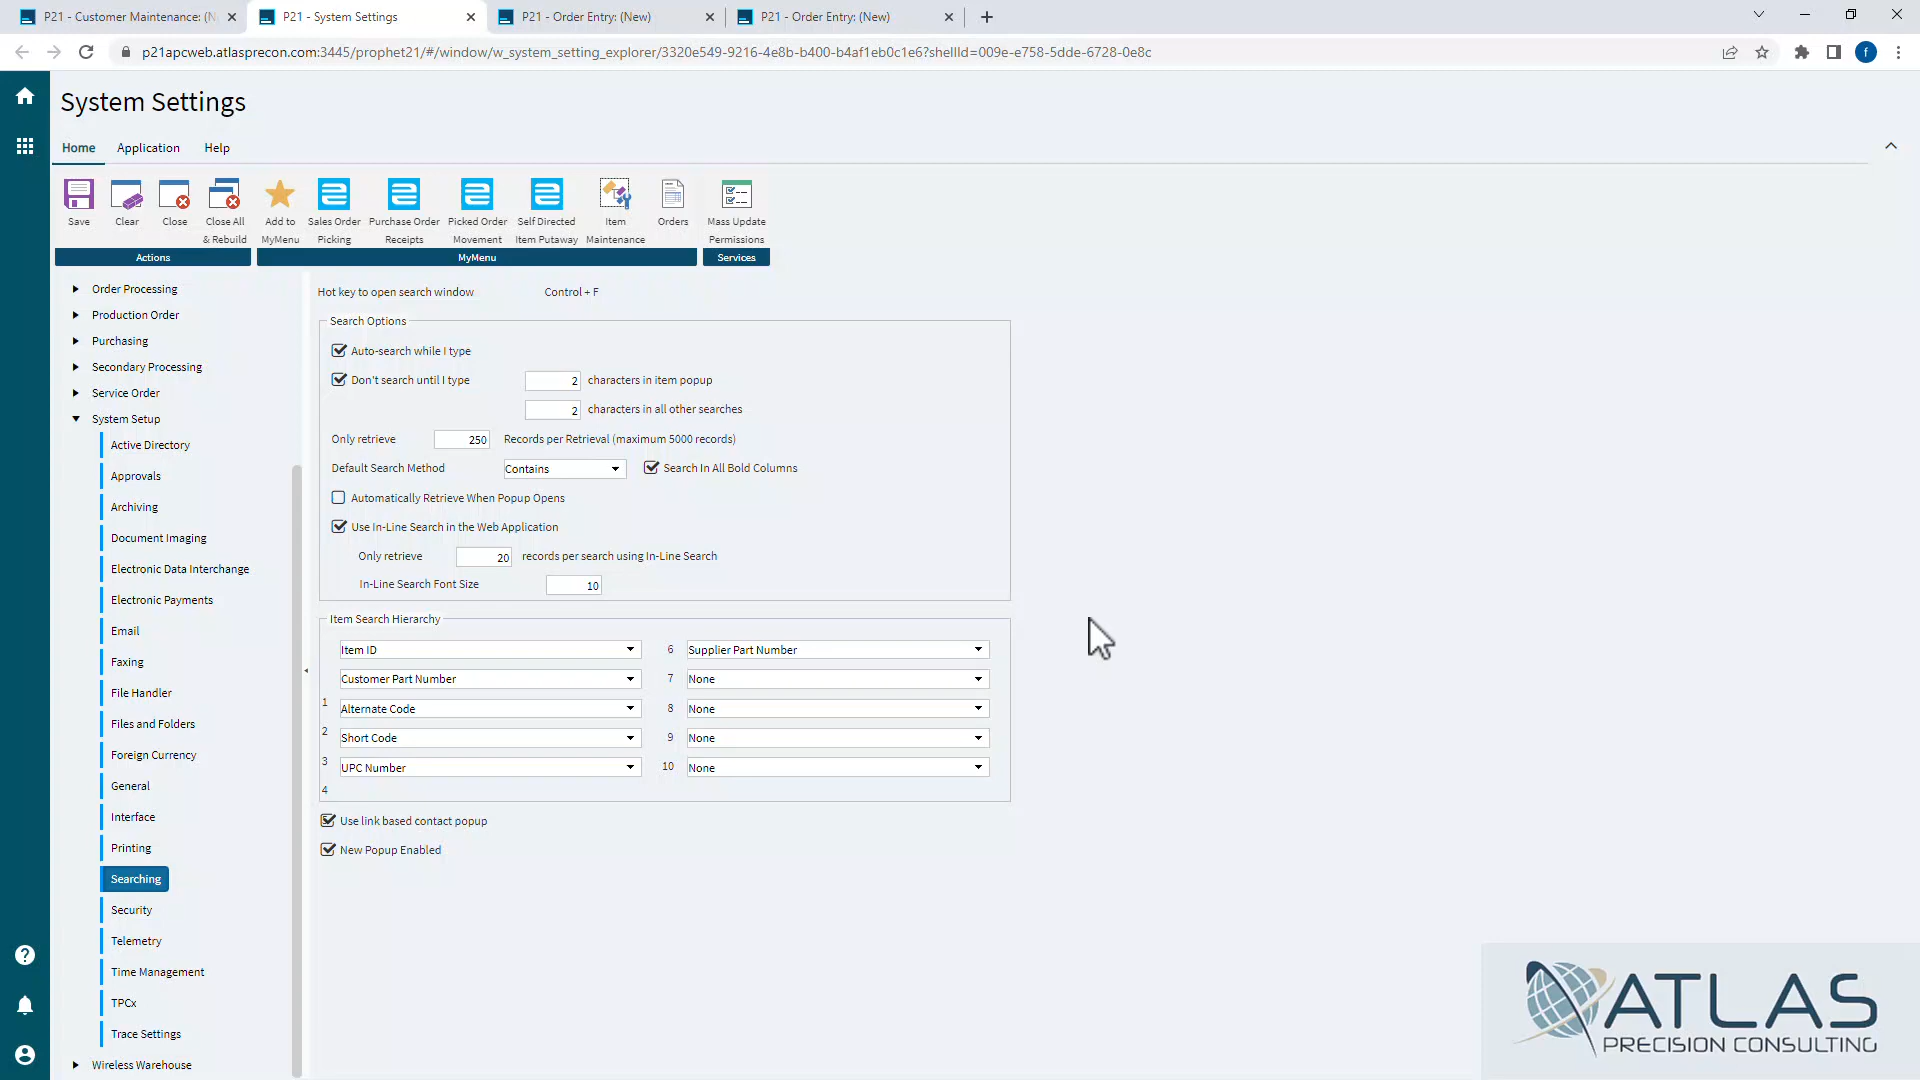 P21 - Customer Maintenance: (N
P21 - System Settings
P21 - Order Entry: (New)
P21 - Order Entry: (New)
p21apcweb.atlasprecon.com:3445/prophet21/#/window/w_system_setting_explorer/3320e549-9216-4e8b-b400-b4af1eb0c1e6?shellId=009e-e758-5dde-6728-0e8c
f
System Settings
Home
Application
Help
Save
Clear
Close
Close All
& Rebuild
Add to
MyMenu
Sales Order
Picking
Purchase Order
Receipts
Picked Order
Movement
Self Directed
Item Putaway
Item
Maintenance
Orders
Mass Update
Permissions
Actions
MyMenu
Services
Order Processing
Production Order
Purchasing
Secondary Processing
Service Order
System Setup
Active Directory
Approvals
Archiving
Document Imaging
Electronic Data Interchange
Electronic Payments
Email
Faxing
File Handler
Files and Folders
Foreign Currency
General
Interface
Printing
Searching
Security
Telemetry
Time Management
TPCx
Trace Settings
Wireless Warehouse
Hot key to open search window Control + F
Search Options
Auto-search while I type
Don't search until I type 2 characters in item popup
2 characters in all other searches
Only retrieve 250 Records per Retrieval (maximum 5000 records)
Default Search Method Contains Search In All Bold Columns
Automatically Retrieve When Popup Opens
Use In-Line Search in the Web Application
Only retrieve 20 records per search using In-Line Search
In-Line Search Font Size 10
Item Search Hierarchy
Item ID 6 Supplier Part Number
Customer Part Number 7 None
1 Alternate Code 8 None
2 Short Code 9 None
3 UPC Number 10 None
4
Use link based contact popup
New Popup Enabled
ATLAS
PRECISION CONSULTING